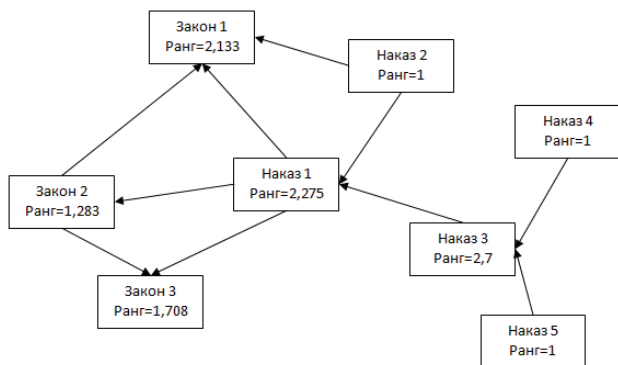 Закон 1
Ранг=2,133
Наказ 2
Ранг=1
Наказ 4
Ранг=1
Наказ 1
Ранг=2,275
Закон 2
Ранг=1,283
Наказ 3
Ранг=2,7
Закон 3
Ранг=1,708
Наказ 5
Ранг=1